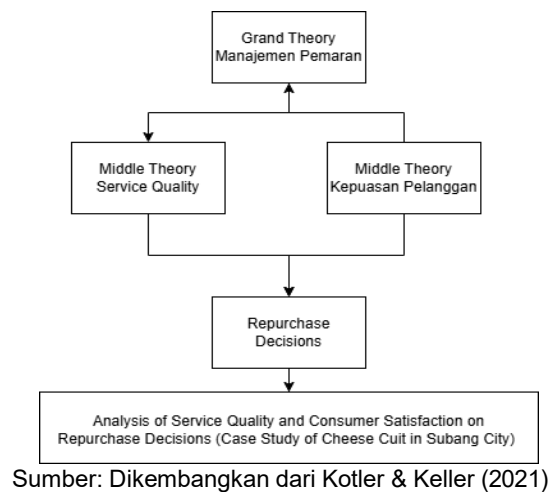 Grand Theory
Manajemen Pemaran
Middle Theory
Service Quality
Middle Theory
Kepuasan Pelanggan
Repurchase
Decisions
Analysis of Service Quality and Consumer Satisfaction on
Repurchase Decisions (Case Study of Cheese Cuit in Subang City)
Sumber: Dikembangkan dari Kotler & Keller (2021)